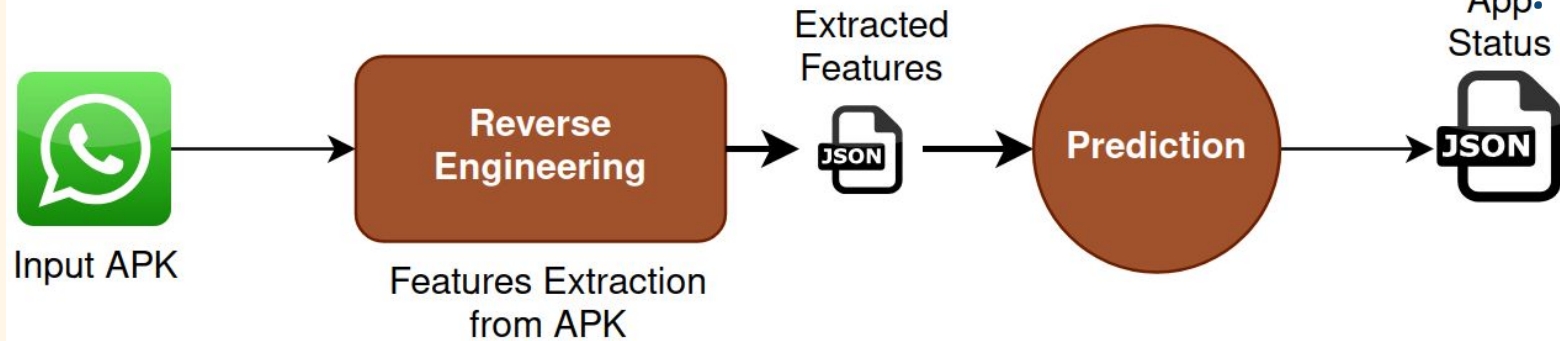 Input APK
Reverse
Engineering
Features Extraction
from APK
Extracted
Features
JSON
Prediction
App
Status
JSON